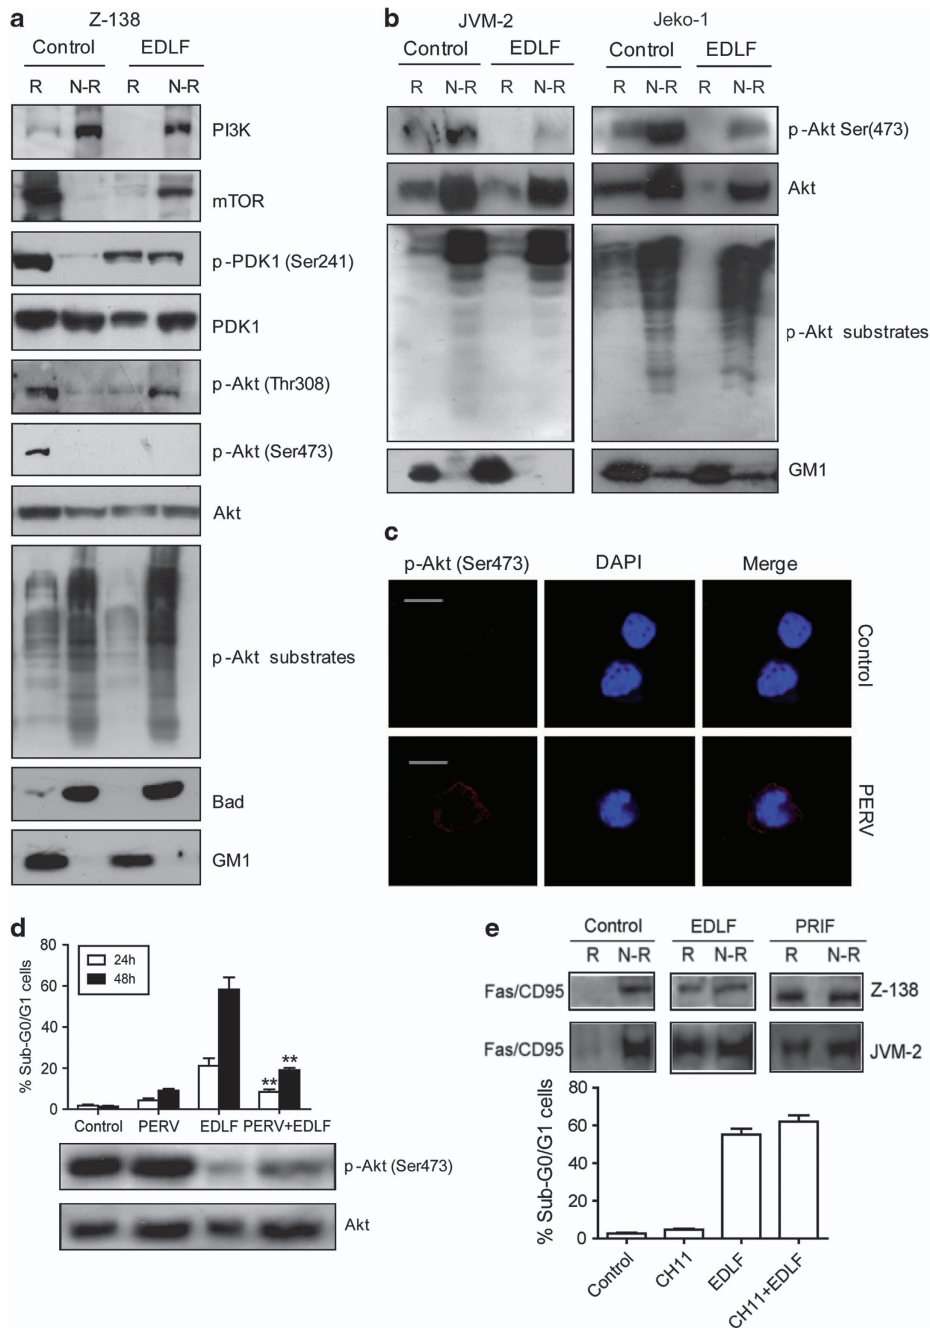 a
Z-138
Control EDLF
R N-R R N-R
PI3K
mTOR
p-PDK1 (Ser241)
PDK1
p-Akt (Thr308)
p-Akt (Ser473)
Akt
p-Akt substrates
Bad
GM1
b
JVM-2 Jeko-1
Control EDLF Control EDLF
R N-R R N-R R N-R R N-R
p-Akt Ser(473)
Akt
p-Akt substrates
GM1
c
p-Akt (Ser473) DAPI Merge
Control
PERV
d
% Sub-G0/G1 cells
80
60
40
20
0
24h
48h
**
**
Control PERV EDLF PERV+EDLF
p-Akt (Ser473)
Akt
e
Control EDLF PRIF
R N-R R N-R R N-R
Fas/CD95 Z-138
Fas/CD95 JVM-2
% Sub-G0/G1 cells
80
60
40
20
0
Control
CH11
EDLF
CH11+EDLF